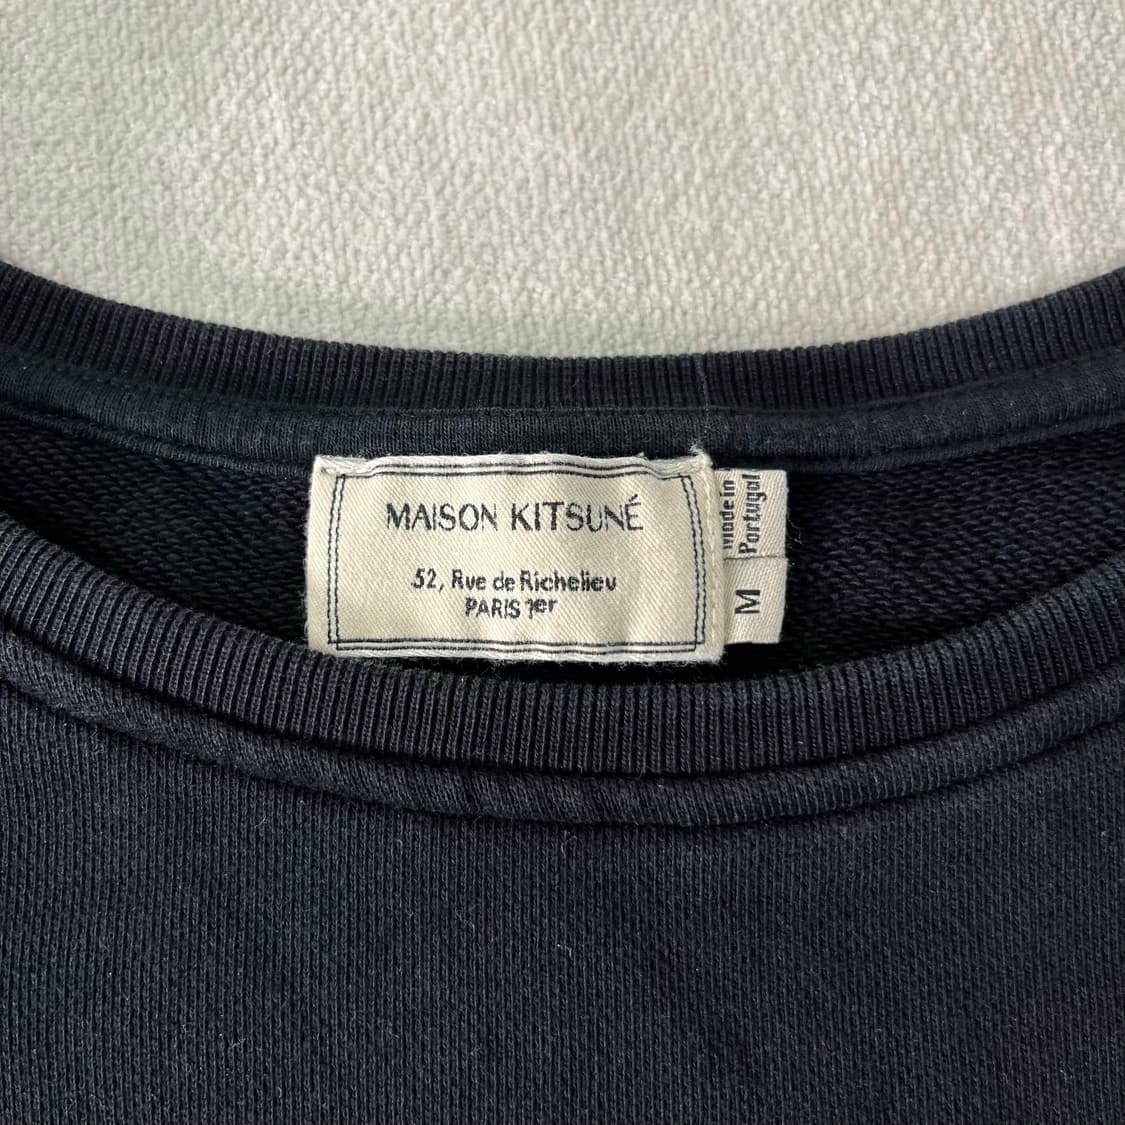 MAISON KITSUNÉ
52, Rue de Richelieu
PARIS 1er
Made in
Portugal
M